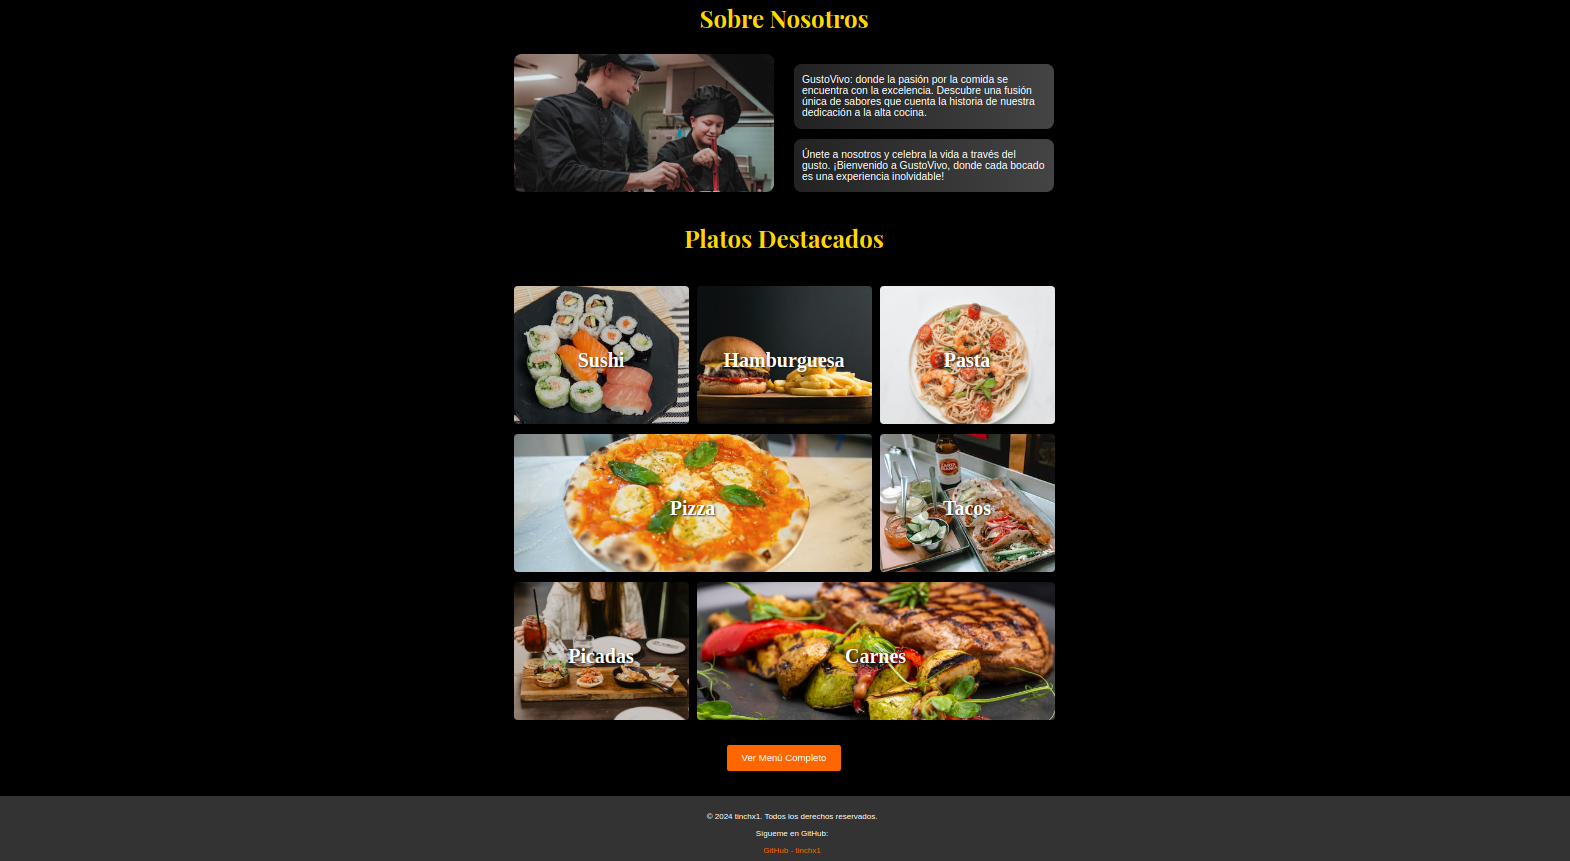 Sobre Nosotros
GustoVivo: donde la pasión por la comida se
encuentra con la excelencia. Descubre una fusión
única de sabores que cuenta la historia de nuestra
dedicación a la alta cocina.
Únete a nosotros y celebra la vida a través del
gusto. ¡Bienvenido a GustoVivo, donde cada bocado
es una experiencia inolvidable!
Platos Destacados
Sushi
Hamburguesa
Pasta
Pizza
Tacos
Picadas
Carnes
Ver Menú Completo
© 2024 tinchx1. Todos los derechos reservados.
Sígueme en GitHub:
GitHub - tinchx1